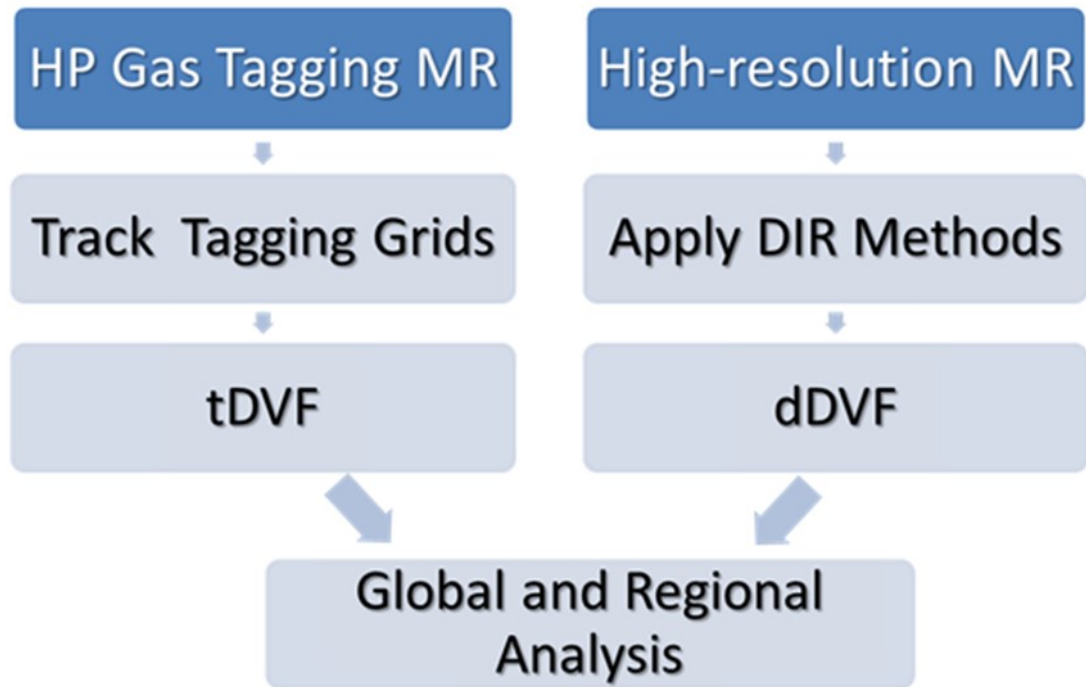 HP Gas Tagging MR
High-resolution MR
Track Tagging Grids
Apply DIR Methods
tDVF
dDVF
Global and Regional
Analysis